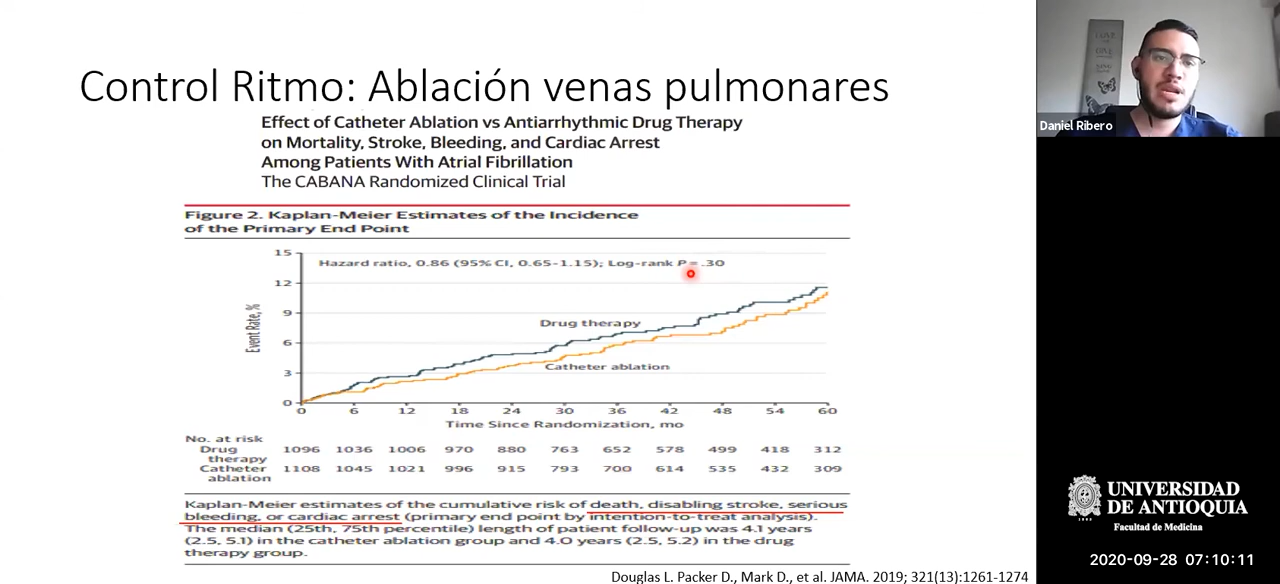 Control Ritmo: Ablación venas pulmonares
Effect of Catheter Ablation vs Antiarrhythmic Drug Therapy
on Mortality, Stroke, Bleeding, and Cardiac Arrest
Among Patients With Atrial Fibrillation
The CABANA Randomized Clinical Trial
Figure 2. Kaplan-Meier Estimates of the Incidence
of the Primary End Point
Hazard ratio, 0.86 (95% CI, 0.65-1.15); Log-rank P = .30
15
12
9
6
3
0
Event Rate, %
Drug therapy
Catheter ablation
0 6 12 18 24 30 36 42 48 54 60
Time Since Randomization, mo
No. at risk
Drug therapy 1096 1036 1006 970 880 763 652 578 499 418 312
Catheter ablation 1108 1045 1021 996 915 793 700 614 535 432 309
Kaplan-Meier estimates of the cumulative risk of death, disabling stroke, serious
bleeding, or cardiac arrest (primary end point by intention-to-treat analysis).
The median (25th, 75th percentile) length of patient follow-up was 4.1 years
(2.5, 5.1) in the catheter ablation group and 4.0 years (2.5, 5.2) in the drug
therapy group.
Douglas L. Packer D., Mark D., et al. JAMA. 2019; 321(13):1261-1274
Daniel Ribero
UNIVERSIDAD
DE ANTIOQUIA
Facultad de Medicina
2020-09-28 07:10:11